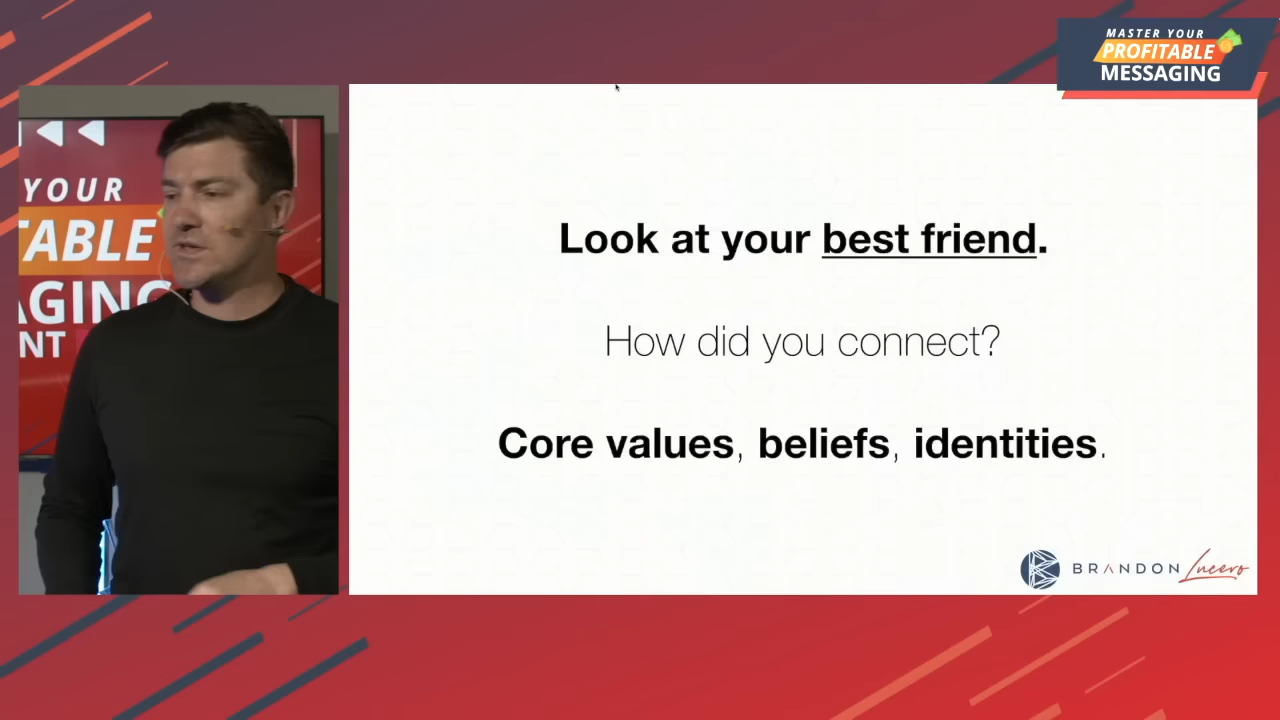 MASTER YOUR
PROFITABLE
MESSAGING
YOUR
TABLE
AGING
NT
Look at your best friend.
How did you connect?
Core values, beliefs, identities.
BRANDON Lucero